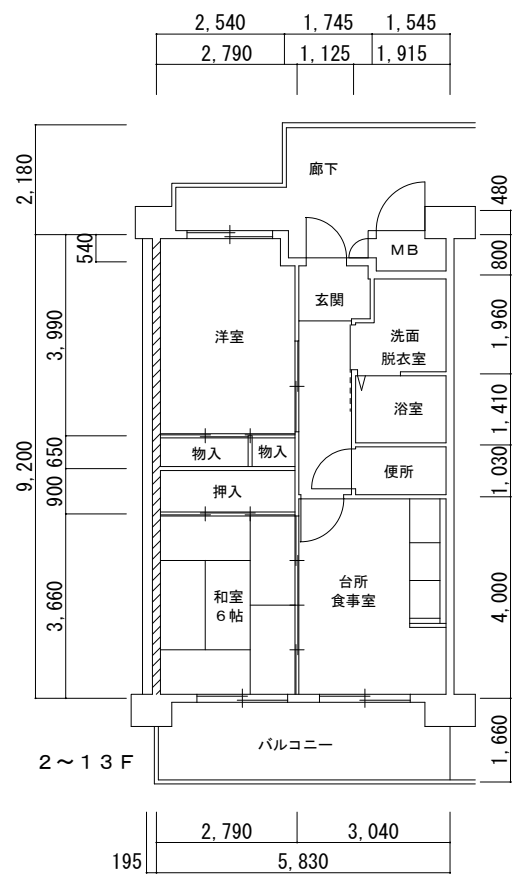 2,540 1,745 1,545
2,790 1,125 1,915
2,180
廊下
480
540
MB
800
玄関
3,990
洋室
洗面
脱衣室
1,960
浴室
1,410
9,200
650
物入 物入
便所
1,030
900
押入
3,660
和室
6帖
台所
食事室
4,000
バルコニー
2～13F
1,660
2,790 3,040
195 5,830